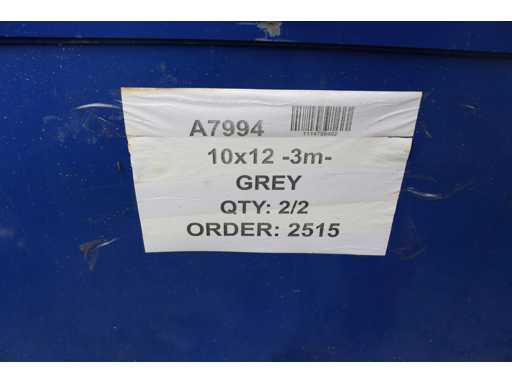 A7994
10x12 -3m-
GREY
QTY: 2/2
ORDER: 2515